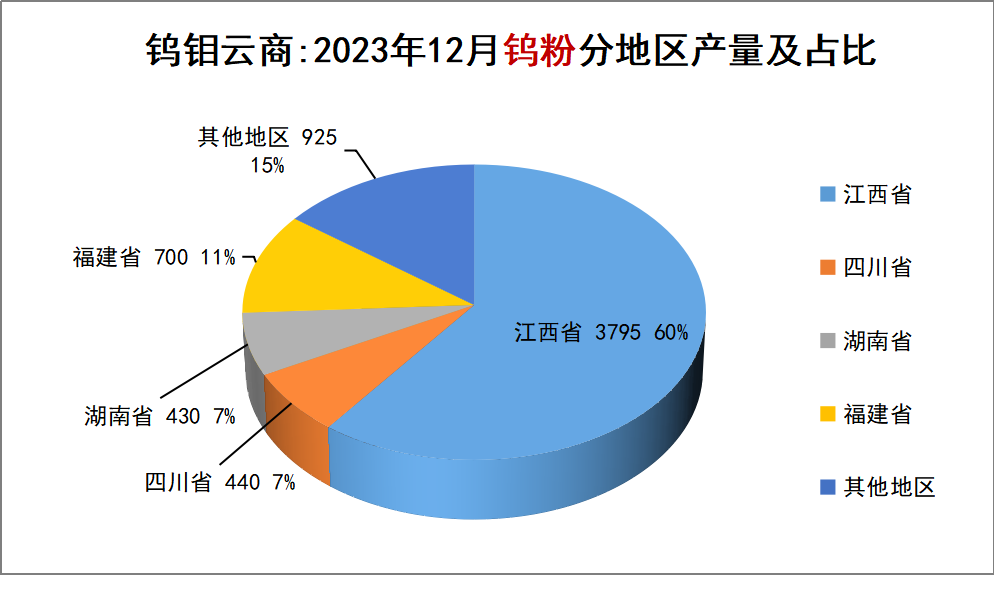 钨钼云商:2023年12月钨粉分地区产量及占比
其他地区 925
15%
福建省 700 11%
湖南省 430 7%
四川省 440 7%
江西省 3795 60%
江西省
四川省
湖南省
福建省
其他地区